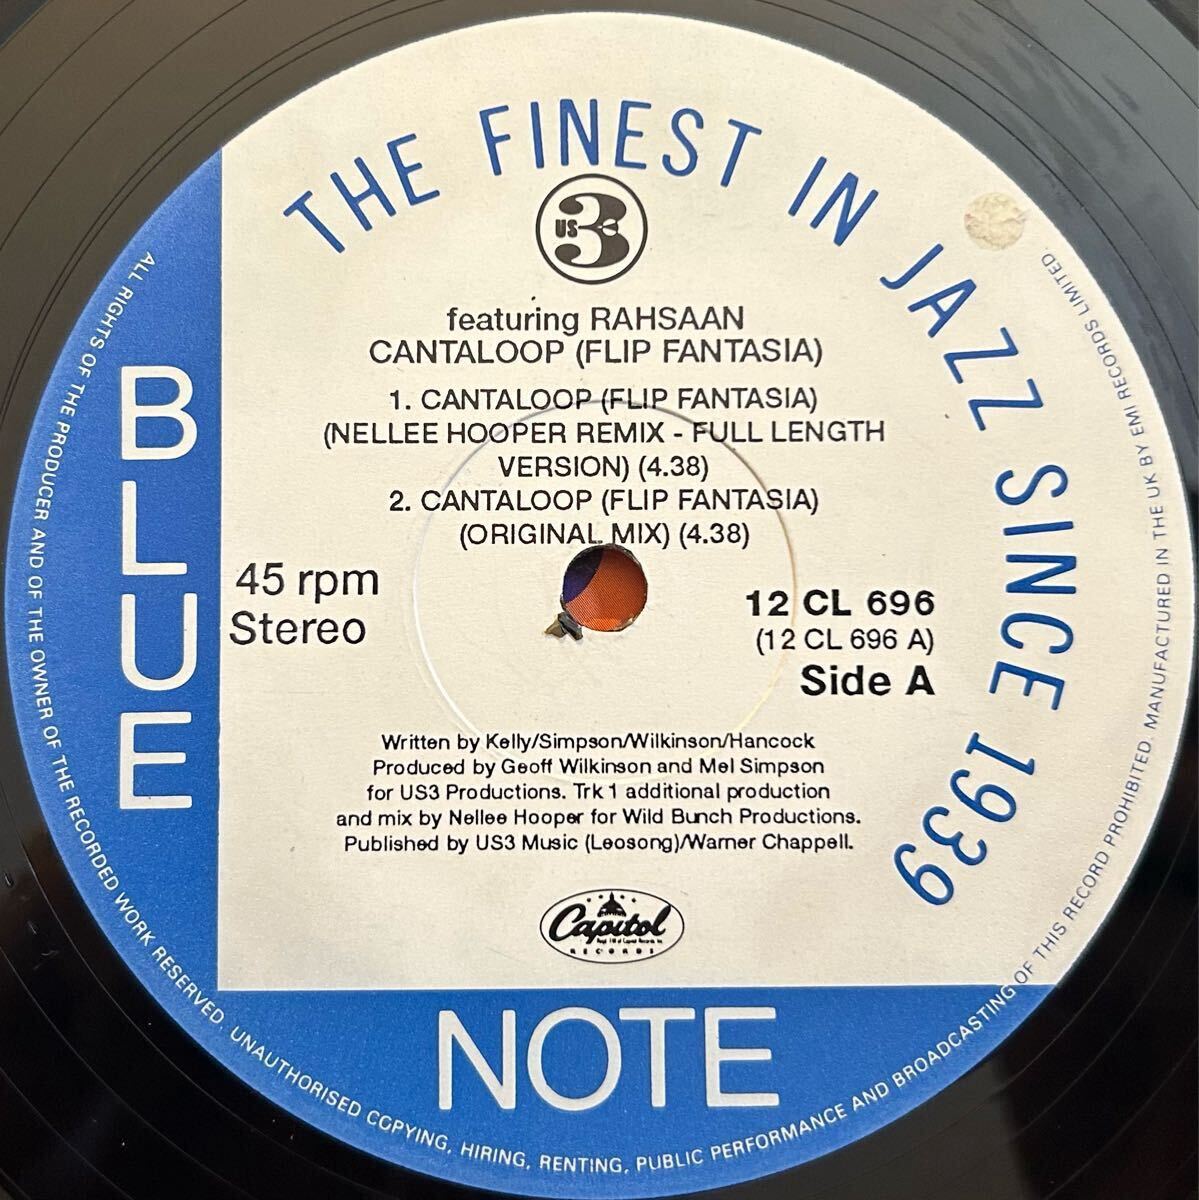 THE FINEST IN JAZZ SINCE 1939
US3
featuring RAHSAAN
CANTALOOP (FLIP FANTASIA)
1. CANTALOOP (FLIP FANTASIA)
(NELLEE HOOPER REMIX - FULL LENGTH
VERSION) (4.38)
2. CANTALOOP (FLIP FANTASIA)
(ORIGINAL MIX) (4.38)
45 rpm
Stereo
12 CL 696
(12 CL 696 A)
Side A
Written by Kelly/Simpson/Wilkinson/Hancock
Produced by Geoff Wilkinson and Mel Simpson
for US3 Productions. Trk 1 additional production
and mix by Nellee Hooper for Wild Bunch Productions.
Published by US3 Music (Leosong)/Warner Chappell.
Capitol
RECORDS
BLUE
NOTE
ALL RIGHTS OF THE PRODUCER AND OF THE OWNER OF THE RECORDED WORK RESERVED. UNAUTHORISED COPYING, HIRING, RENTING, PUBLIC PERFORMANCE AND BROADCASTING OF THIS RECORD PROHIBITED. MANUFACTURED IN THE UK BY EMI RECORDS LIMITED.